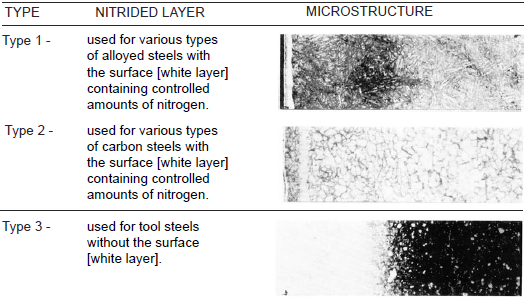 TYPE NITRIDED LAYER MICROSTRUCTURE
Type 1 - used for various types
of alloyed steels with
the surface [white layer]
containing controlled
amounts of nitrogen.
Type 2 - used for various types
of carbon steels with
the surface [white layer]
containing controlled
amounts of nitrogen.
Type 3 - used for tool steels
without the surface
[white layer].